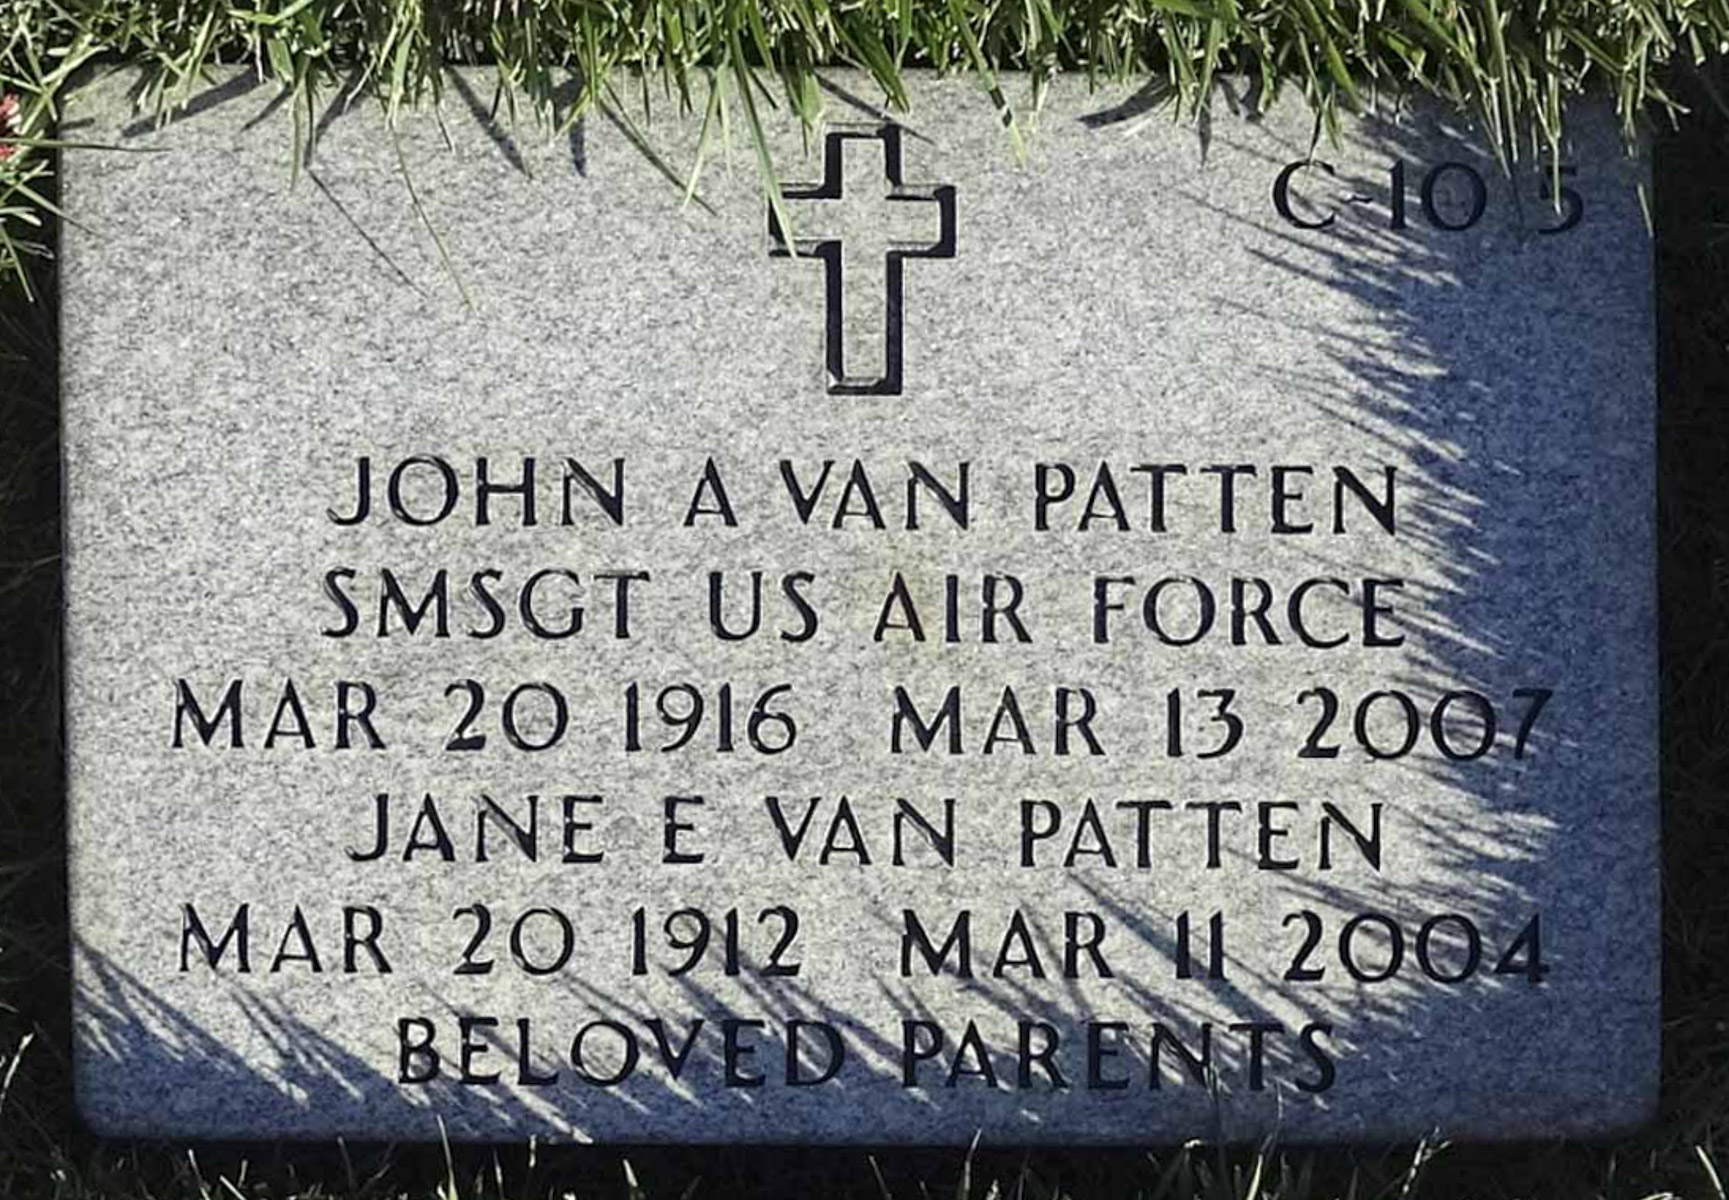 C-10 5
JOHN A VAN PATTEN
SMSGT US AIR FORCE
MAR 20 1916 MAR 13 2007
JANE E VAN PATTEN
MAR 20 1912 MAR 11 2004
BELOVED PARENTS